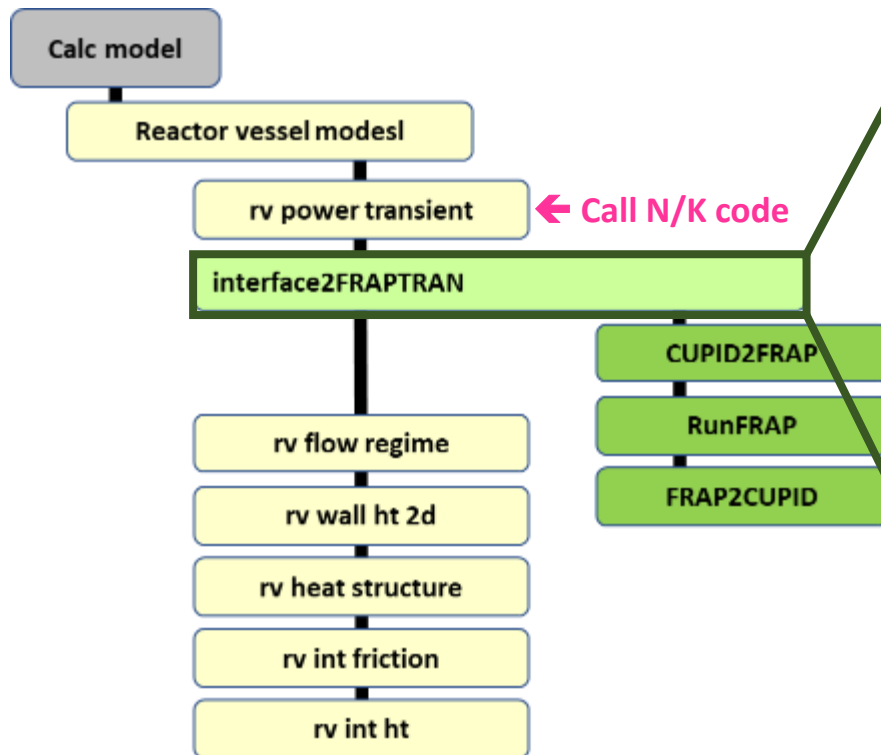 Calc model
Reactor vessel modesl
rv power transient
← Call N/K code
interface2FRAPTRAN
CUPID2FRAP
RunFRAP
FRAP2CUPID
rv flow regime
rv wall ht 2d
rv heat structure
rv int friction
rv int ht